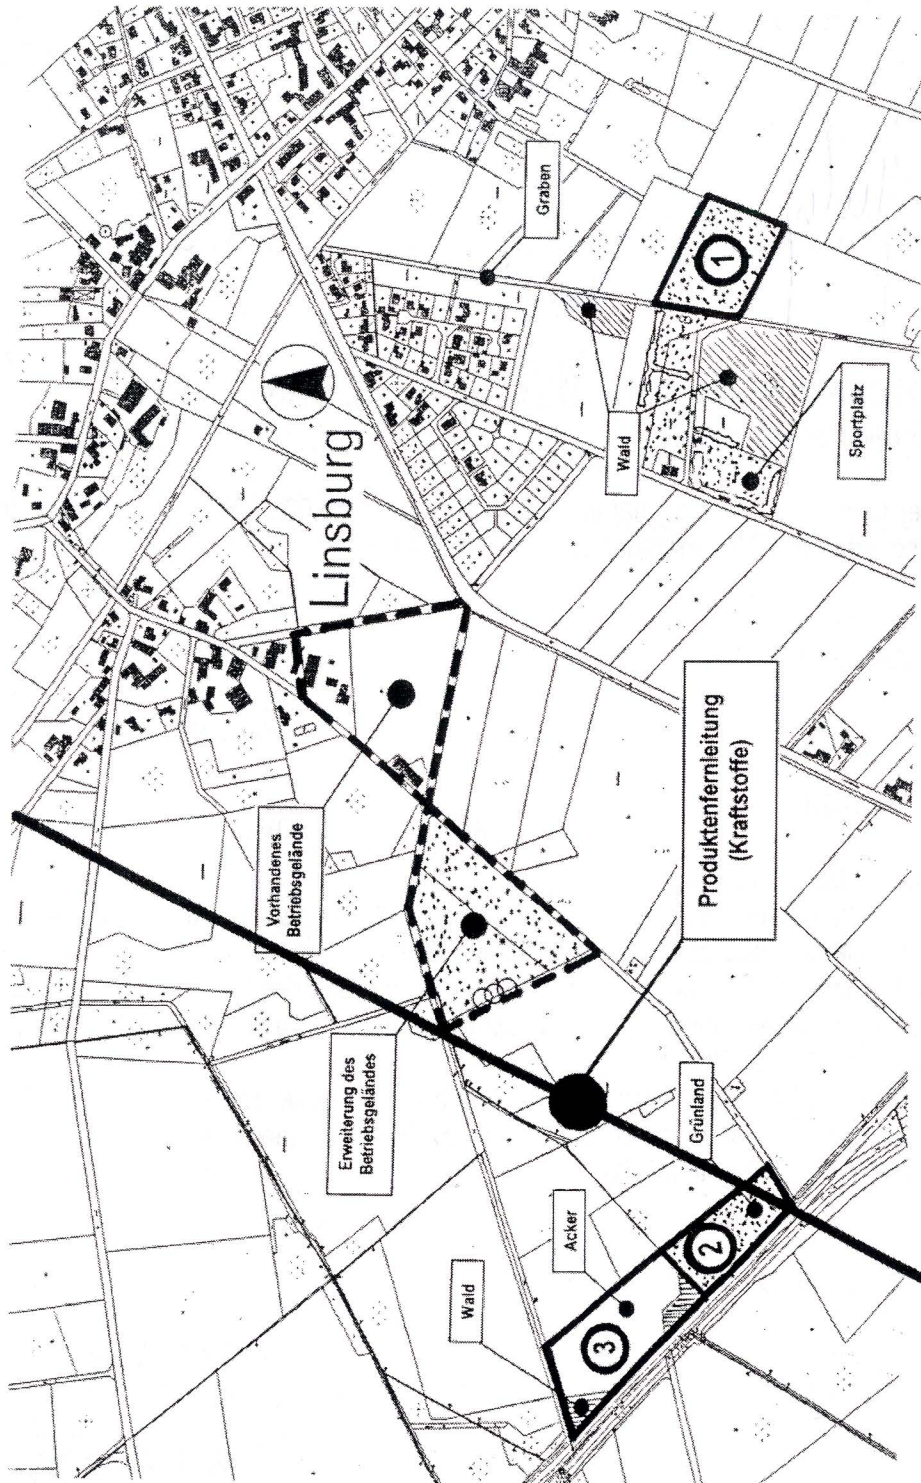 Linsburg
Vorhandenes
Betriebsgelände
Erweiterung des
Betriebsgeländes
Wald
Acker
Grünland
Produktenfernleitung
(Kraftstoffe)
Graben
Wald
Sportplatz
1
2
3